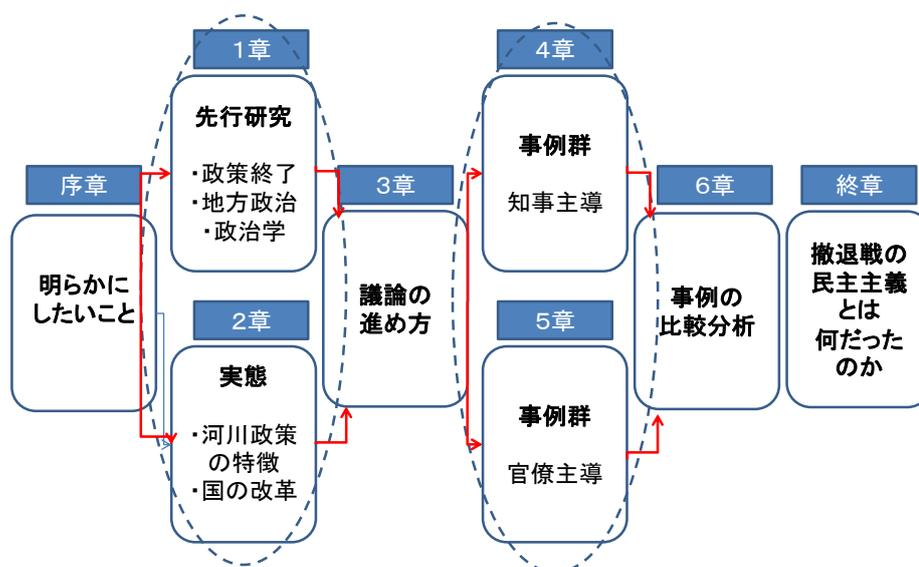 序章
明らかに
したいこと
1章
先行研究
・政策終了
・地方政治
・政治学
2章
実態
・河川政策
の特徴
・国の改革
3章
議論の
進め方
4章
事例群
知事主導
5章
事例群
官僚主導
6章
事例の
比較分析
終章
撤退戦の
民主主義
とは
何だった
のか